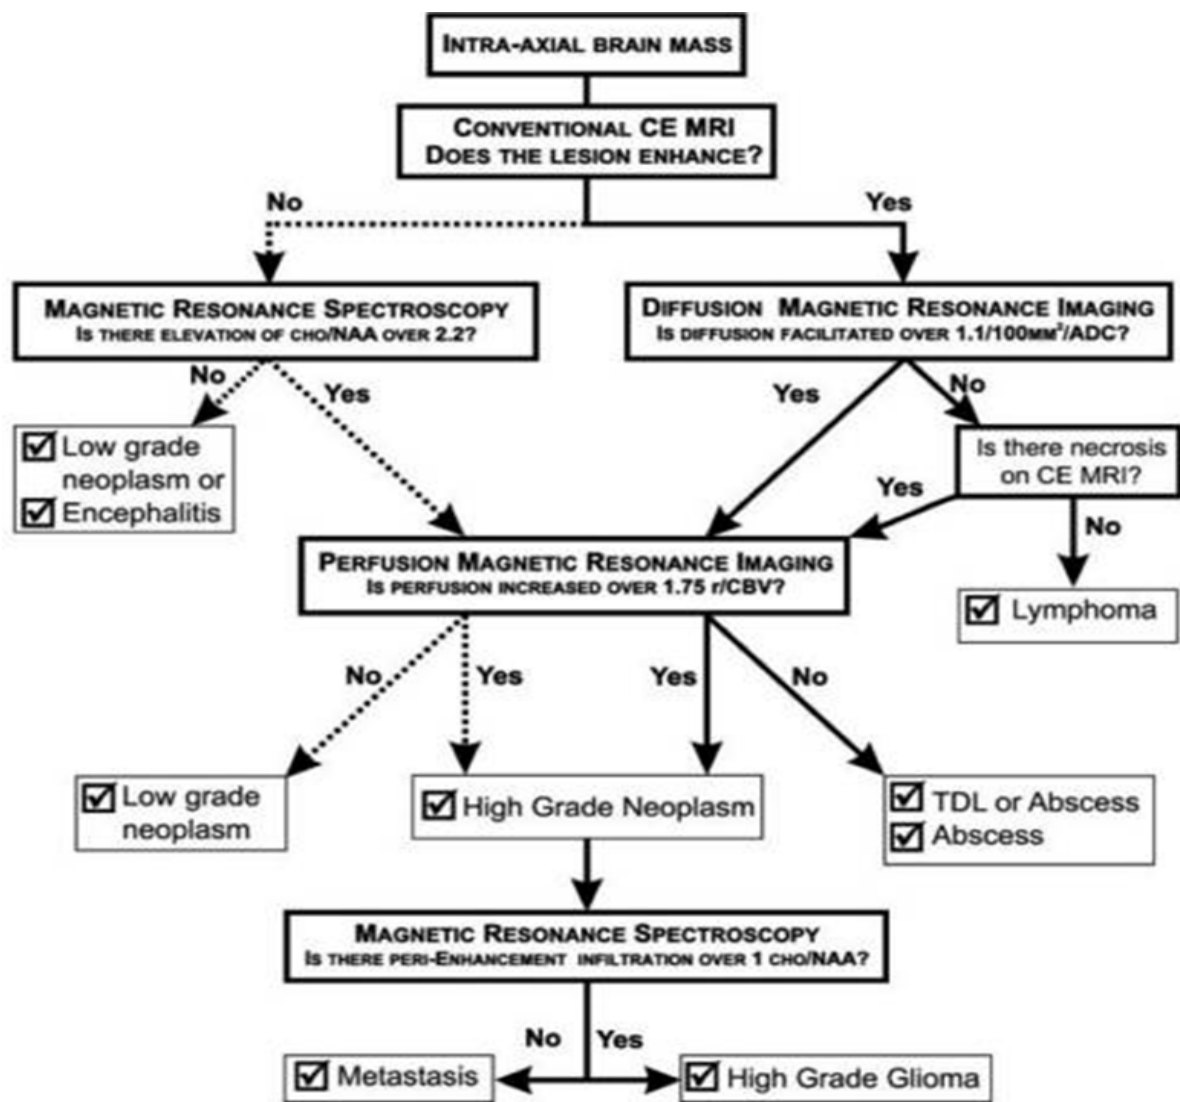 INTRA-AXIAL BRAIN MASS
CONVENTIONAL CE MRI
DOES THE LESION ENHANCE?
No
Yes
MAGNETIC RESONANCE SPECTROSCOPY
IS THERE ELEVATION OF CHO/NAA OVER 2.2?
DIFFUSION MAGNETIC RESONANCE IMAGING
IS DIFFUSION FACILITATED OVER 1.1/100MM²/ADC?
No
Yes
Yes
No
Low grade
neoplasm or
Encephalitis
Is there necrosis
on CE MRI?
Yes
No
PERFUSION MAGNETIC RESONANCE IMAGING
IS PERFUSION INCREASED OVER 1.75 r/CBV?
Lymphoma
No
Yes
Yes
No
Low grade
neoplasm
High Grade Neoplasm
TDL or Abscess
Abscess
MAGNETIC RESONANCE SPECTROSCOPY
IS THERE PERI-ENHANCEMENT INFILTRATION OVER 1 CHO/NAA?
No
Yes
Metastasis
High Grade Glioma